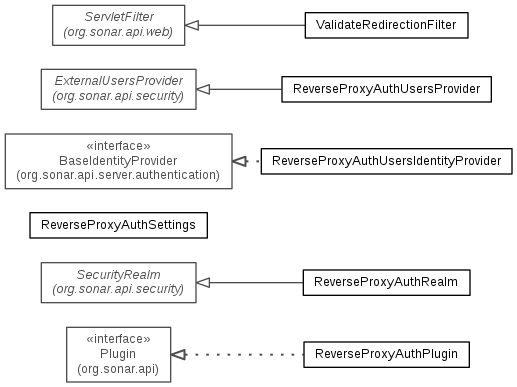 ServletFilter
(org.sonar.api.web)
ValidateRedirectionFilter
ExternalUsersProvider
(org.sonar.api.security)
ReverseProxyAuthUsersProvider
«interface»
BaseIdentityProvider
(org.sonar.api.server.authentication)
ReverseProxyAuthUsersIdentityProvider
ReverseProxyAuthSettings
SecurityRealm
(org.sonar.api.security)
ReverseProxyAuthRealm
«interface»
Plugin
(org.sonar.api)
ReverseProxyAuthPlugin